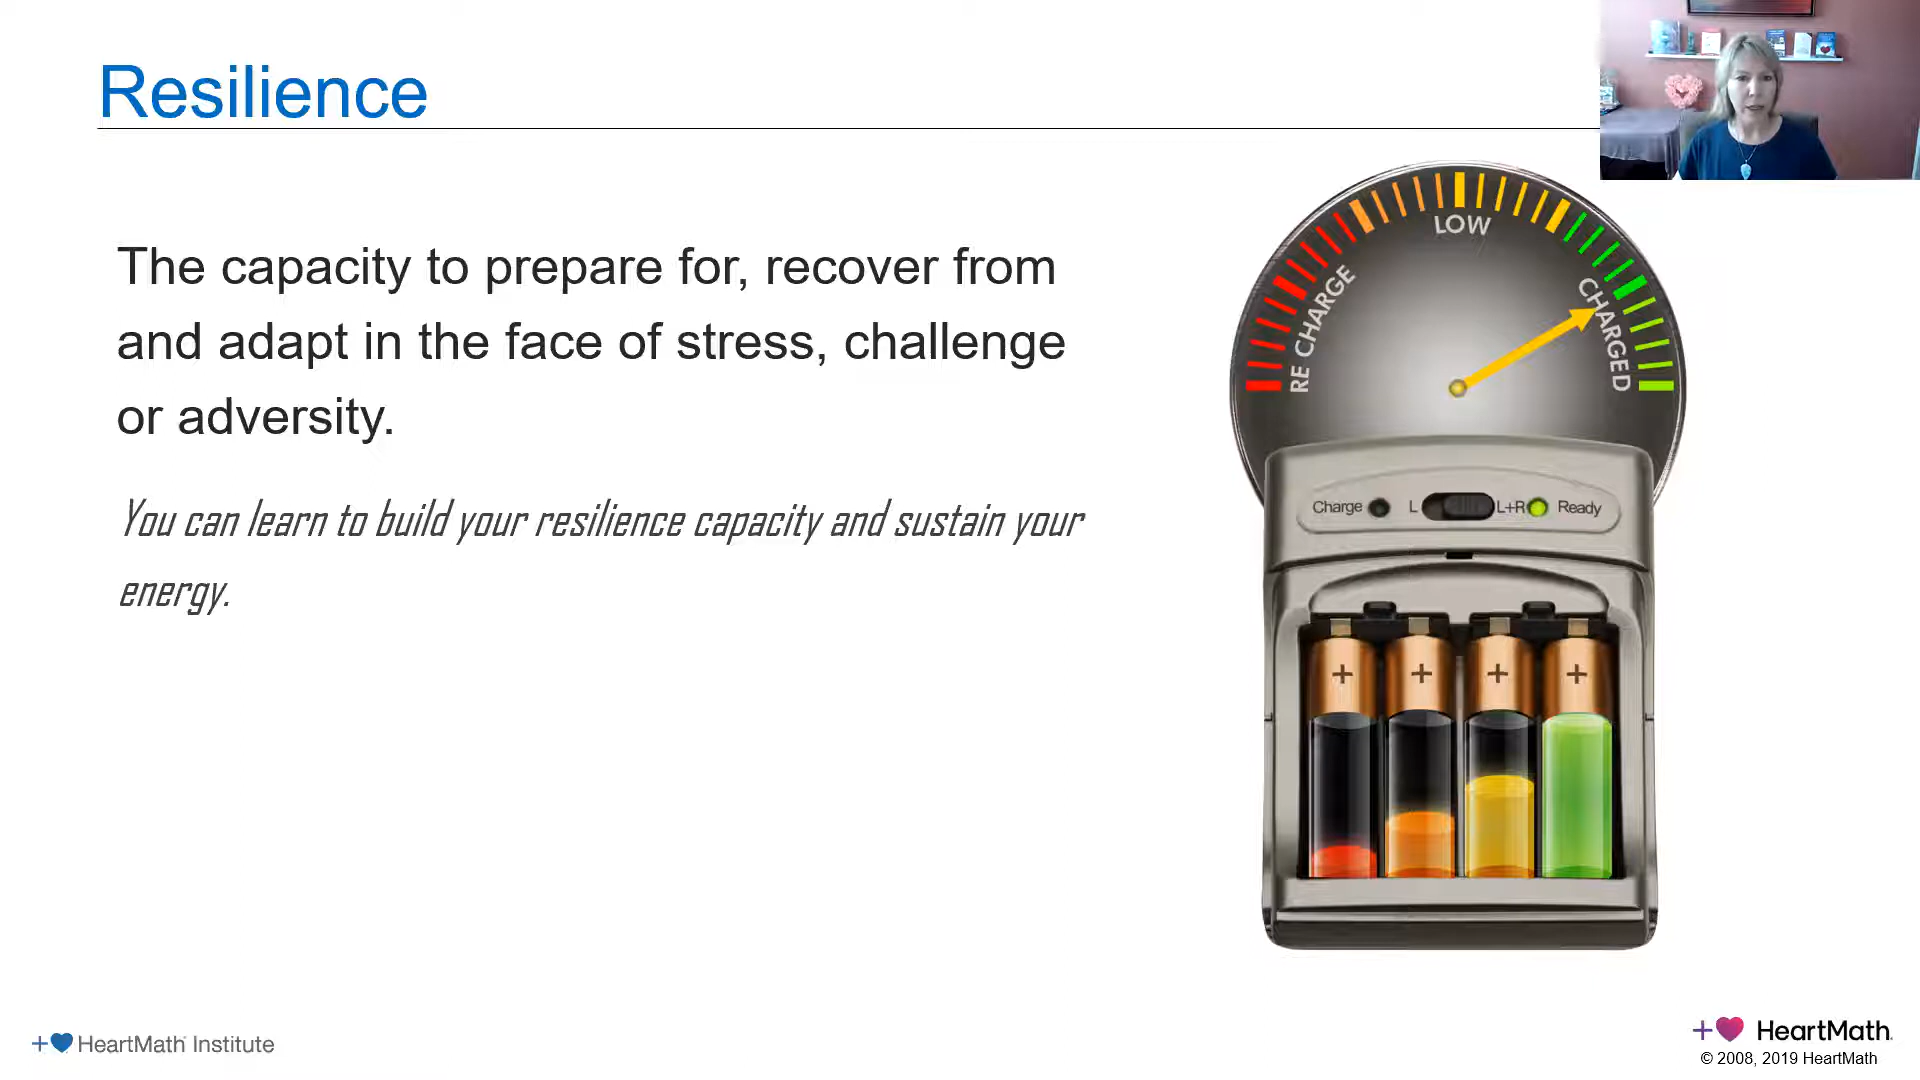 Resilience
The capacity to prepare for, recover from
and adapt in the face of stress, challenge
or adversity.
You can learn to build your resilience capacity and sustain your
energy.
RE CHARGE
LOW
CHARGED
Charge L L+R Ready
+ + + +
+ HeartMath Institute
+ HeartMath.
© 2008, 2019 HeartMath